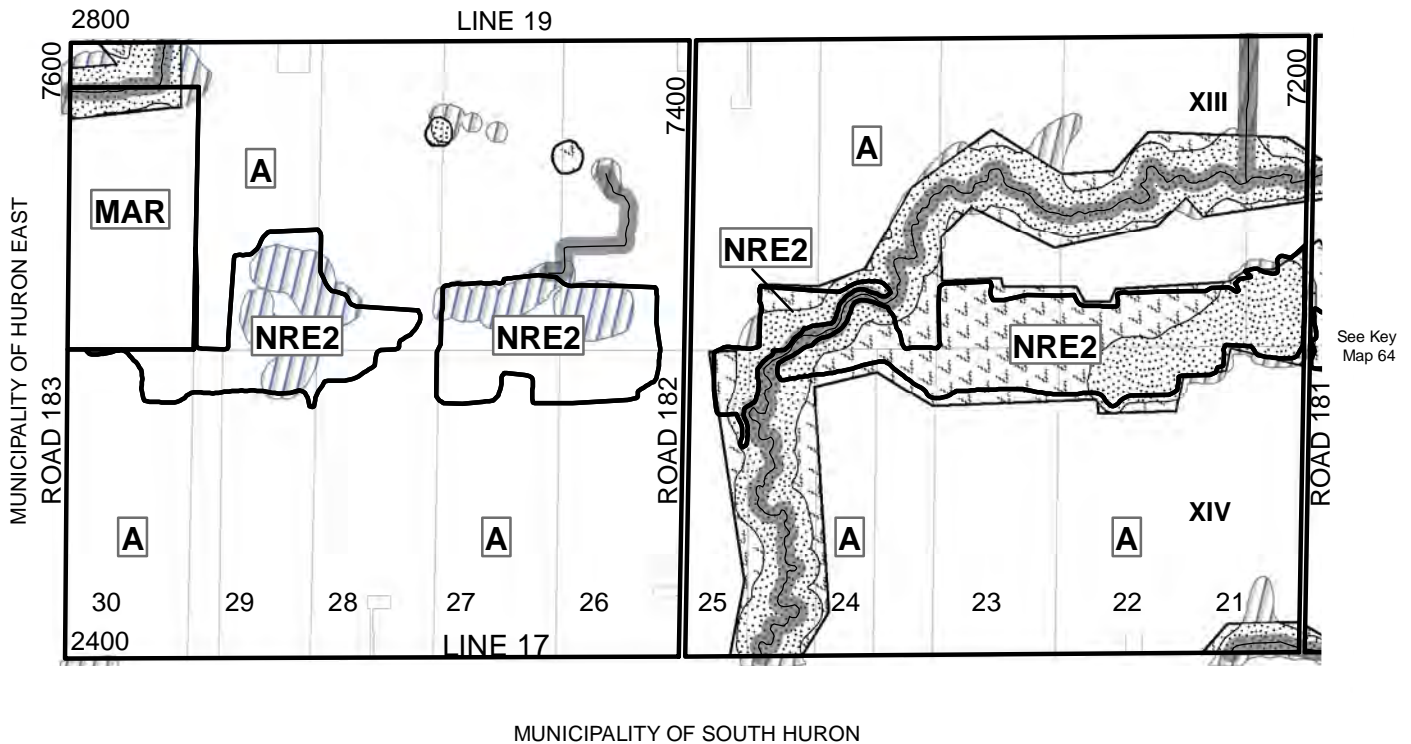 2800
LINE 19
7600
7400
7200
XIII
A
A
MAR
MUNICIPALITY OF HURON EAST
NRE2
NRE2
NRE2
NRE2
See Key
Map 64
ROAD 183
ROAD 182
ROAD 181
XIV
A
A
A
A
30
29
28
27
26
25
24
23
22
21
2400
LINE 17
MUNICIPALITY OF SOUTH HURON